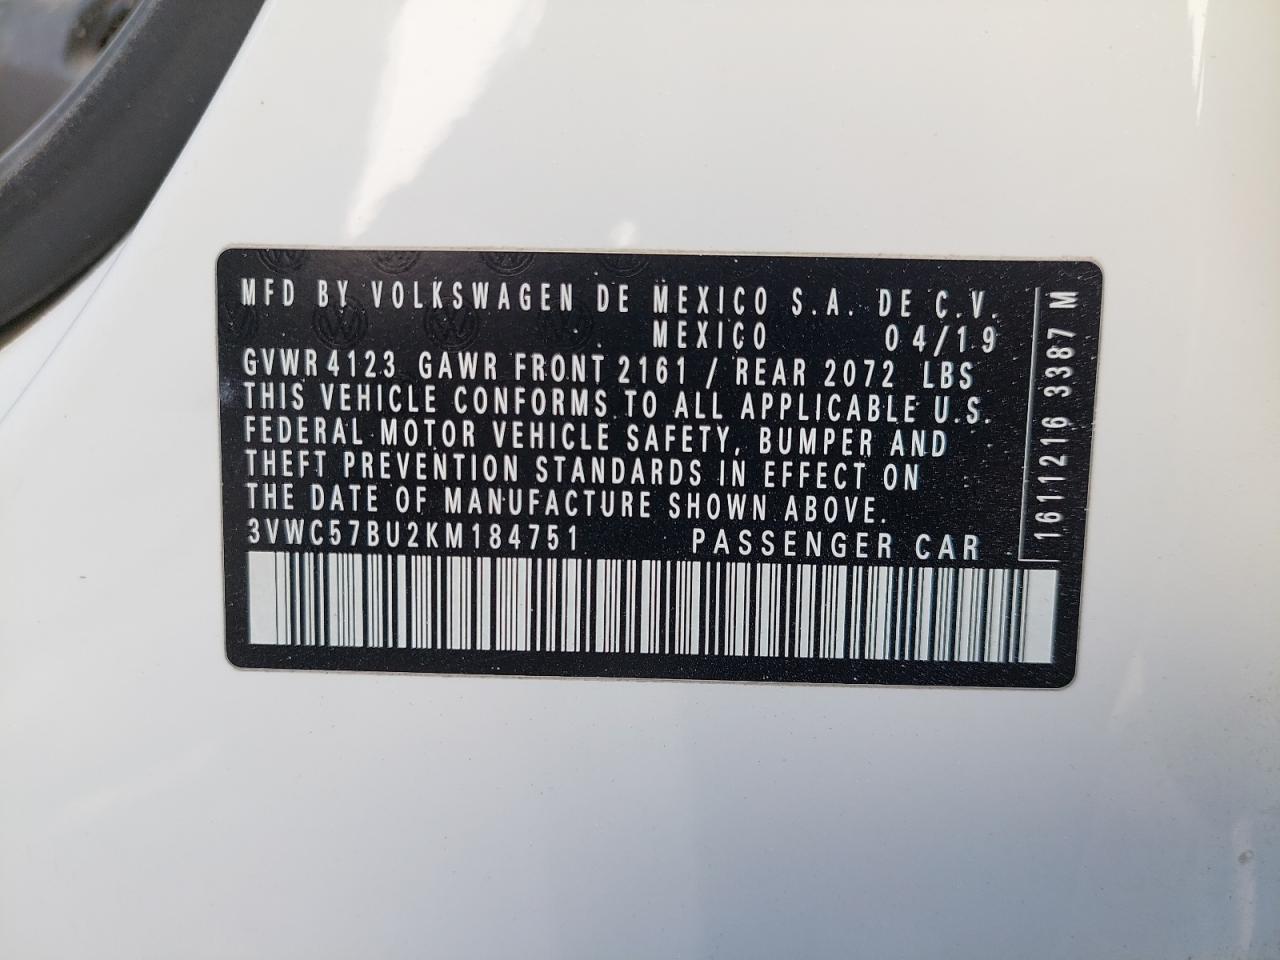 MFD BY VOLKSWAGEN DE MEXICO S.A. DE C.V.
MEXICO 04/19
GVWR 4123 GAWR FRONT 2161 / REAR 2072 LBS
THIS VEHICLE CONFORMS TO ALL APPLICABLE U.S.
FEDERAL MOTOR VEHICLE SAFETY, BUMPER AND
THEFT PREVENTION STANDARDS IN EFFECT ON
THE DATE OF MANUFACTURE SHOWN ABOVE.
3VWC57BU2KM184751 PASSENGER CAR
1611216 3387 M